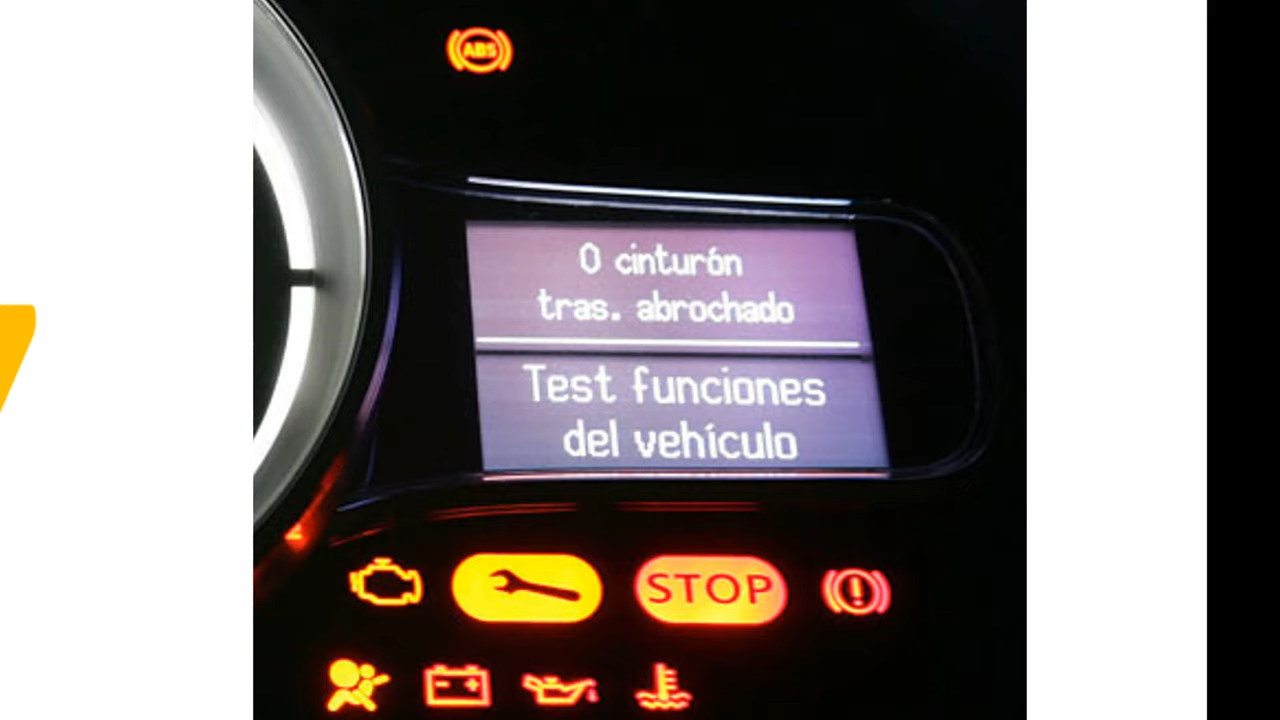 ABS
0 cinturón
tras. abrochado
Test funciones
del vehículo
STOP